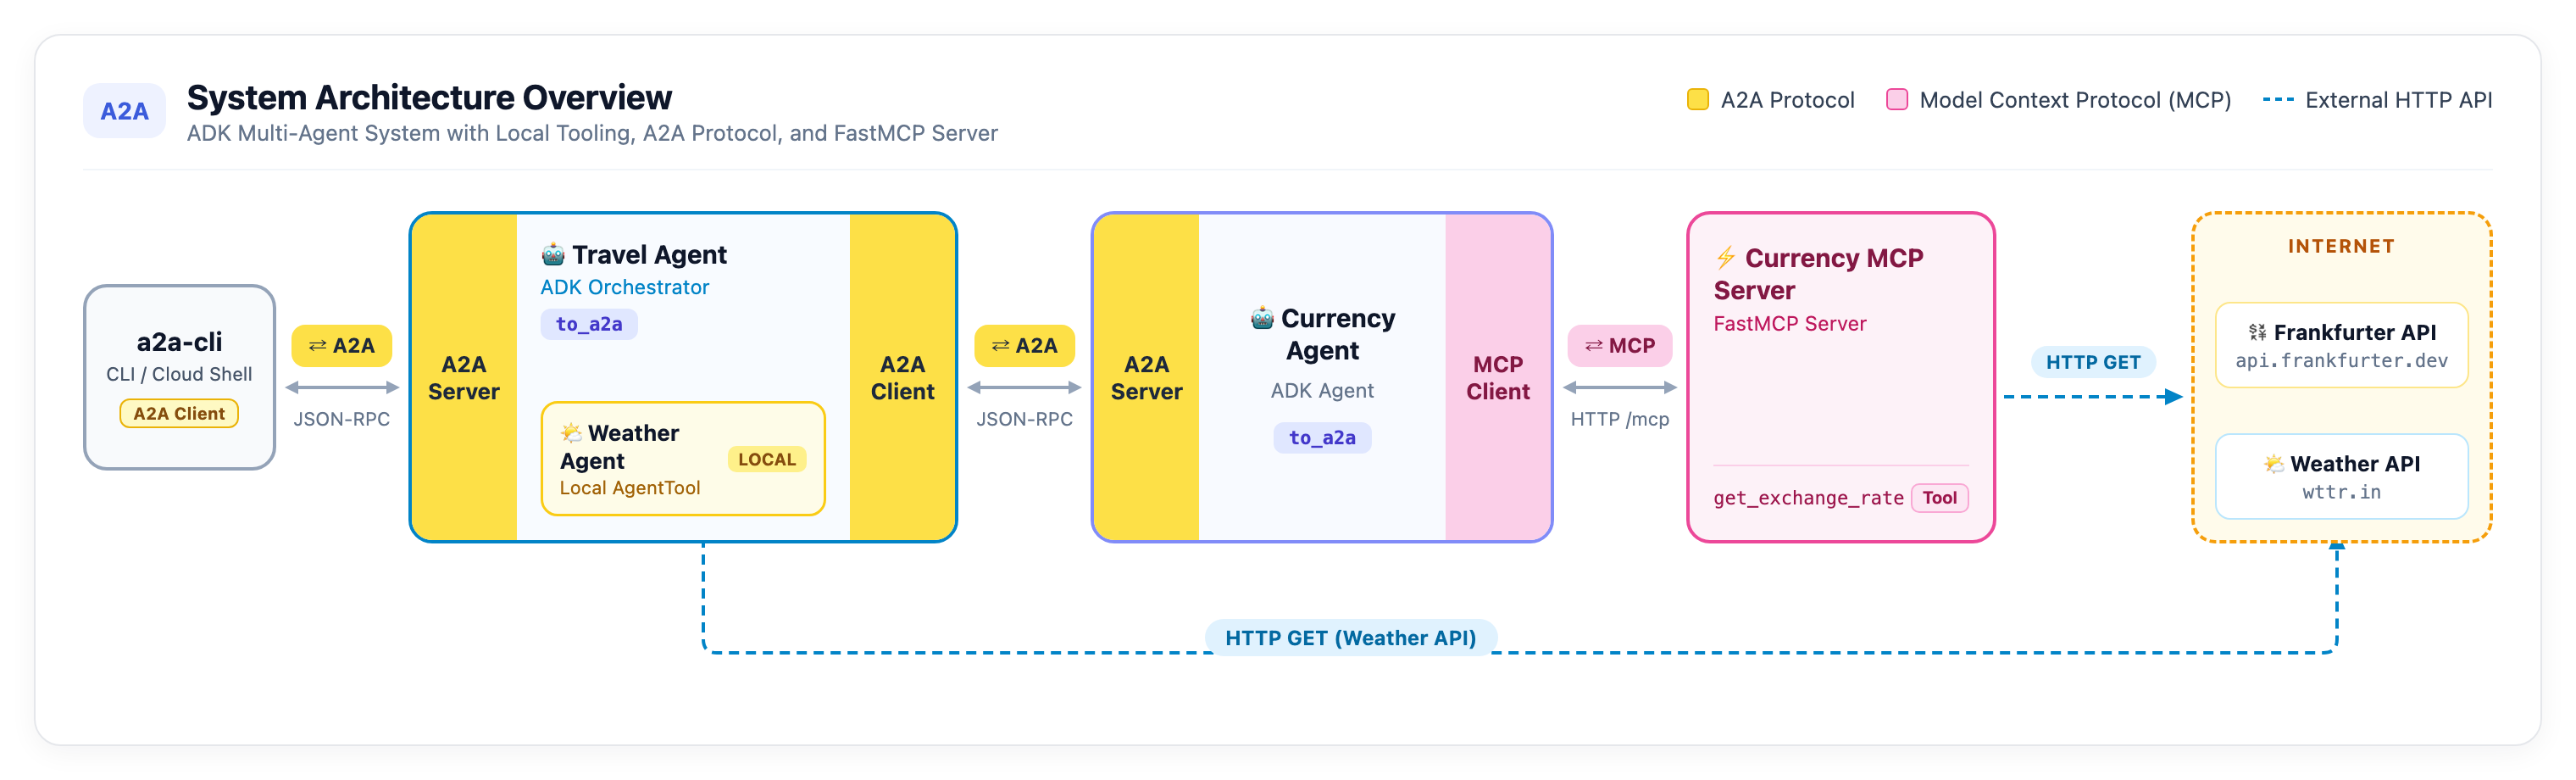 A2A
System Architecture Overview
ADK Multi-Agent System with Local Tooling, A2A Protocol, and FastMCP Server
A2A Protocol
Model Context Protocol (MCP)
External HTTP API
a2a-cli
CLI / Cloud Shell
A2A Client
⇄ A2A
JSON-RPC
A2A
Server
Travel Agent
ADK Orchestrator
to_a2a
Weather
Agent
Local AgentTool
LOCAL
A2A
Client
⇄ A2A
JSON-RPC
A2A
Server
Currency
Agent
ADK Agent
to_a2a
MCP
Client
⇄ MCP
HTTP /mcp
Currency MCP
Server
FastMCP Server
get_exchange_rate Tool
HTTP GET
INTERNET
Frankfurter API
api.frankfurter.dev
Weather API
wttr.in
HTTP GET (Weather API)